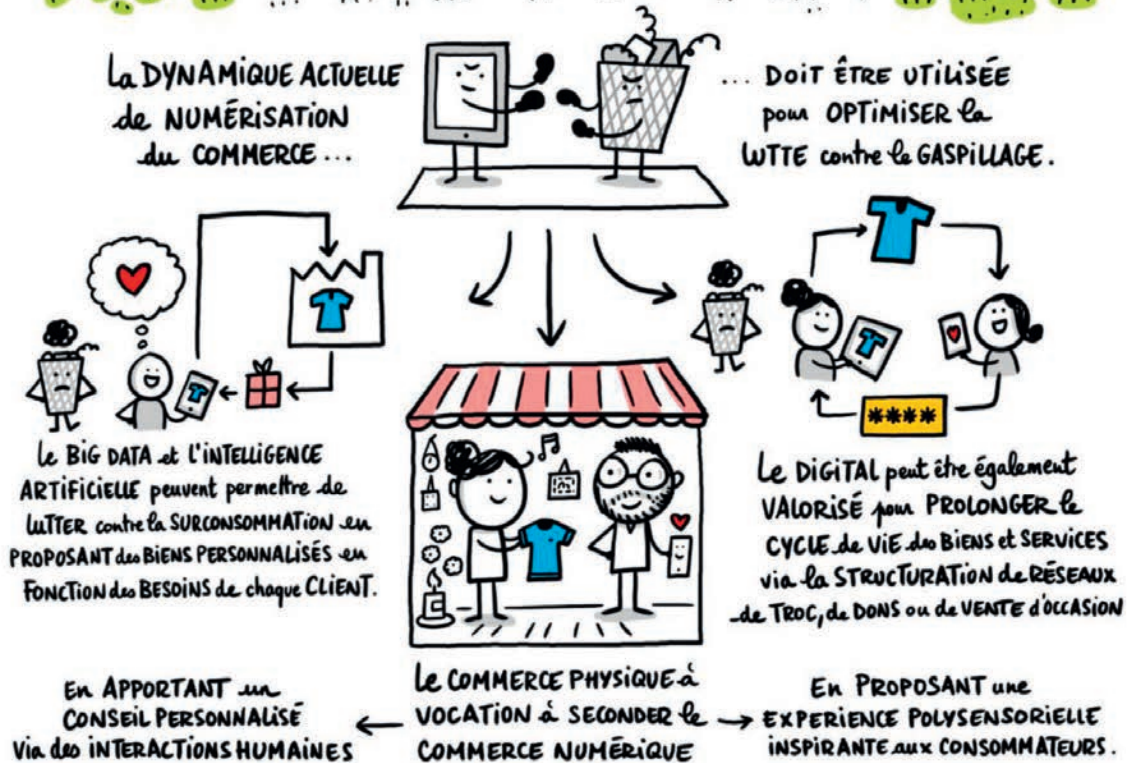 La DYNAMIQUE ACTUELLE
de NUMÉRISATION
du COMMERCE ...
... DOIT ÊTRE UTILISÉE
pour OPTIMISER la
LUTTE contre le GASPILLAGE.
Le BIG DATA et L'INTELLIGENCE
ARTIFICIELLE peuvent permettre de
LUTTER contre la SURCONSOMMATION en
PROPOSANT des BIENS PERSONNALISÉS en
FONCTION des BESOINS de chaque CLIENT.
Le DIGITAL peut être également
VALORISÉ pour PROLONGER le
CYCLE de VIE des BIENS et SERVICES
via la STRUCTURATION de RÉSEAUX
de TROC, de DONS ou de VENTE d'OCCASION
En APPORTANT un
CONSEIL PERSONNALISÉ
Via des INTERACTIONS HUMAINES
Le COMMERCE PHYSIQUE à
VOCATION à SECONDER le
COMMERCE NUMÉRIQUE
En PROPOSANT une
EXPERIENCE POLYSENSORIELLE
INSPIRANTE aux CONSOMMATEURS.